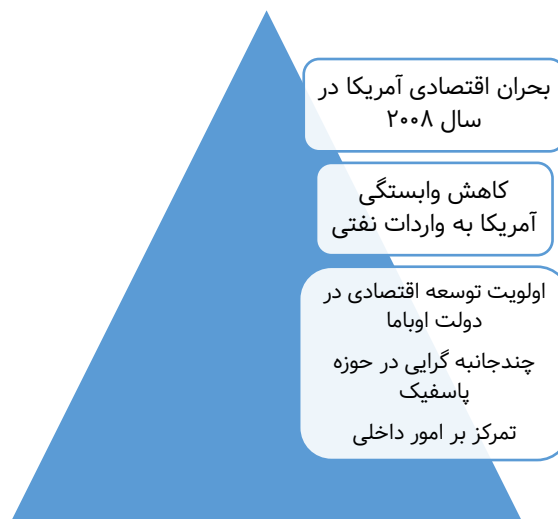 بحران اقتصادی آمریکا در
سال ۲۰۰۸
کاهش وابستگی
آمریکا به واردات نفتی
اولویت توسعه اقتصادی در
دولت اوباما
چندجانبه گرایی در حوزه
پاسفیک
تمرکز بر امور داخلی